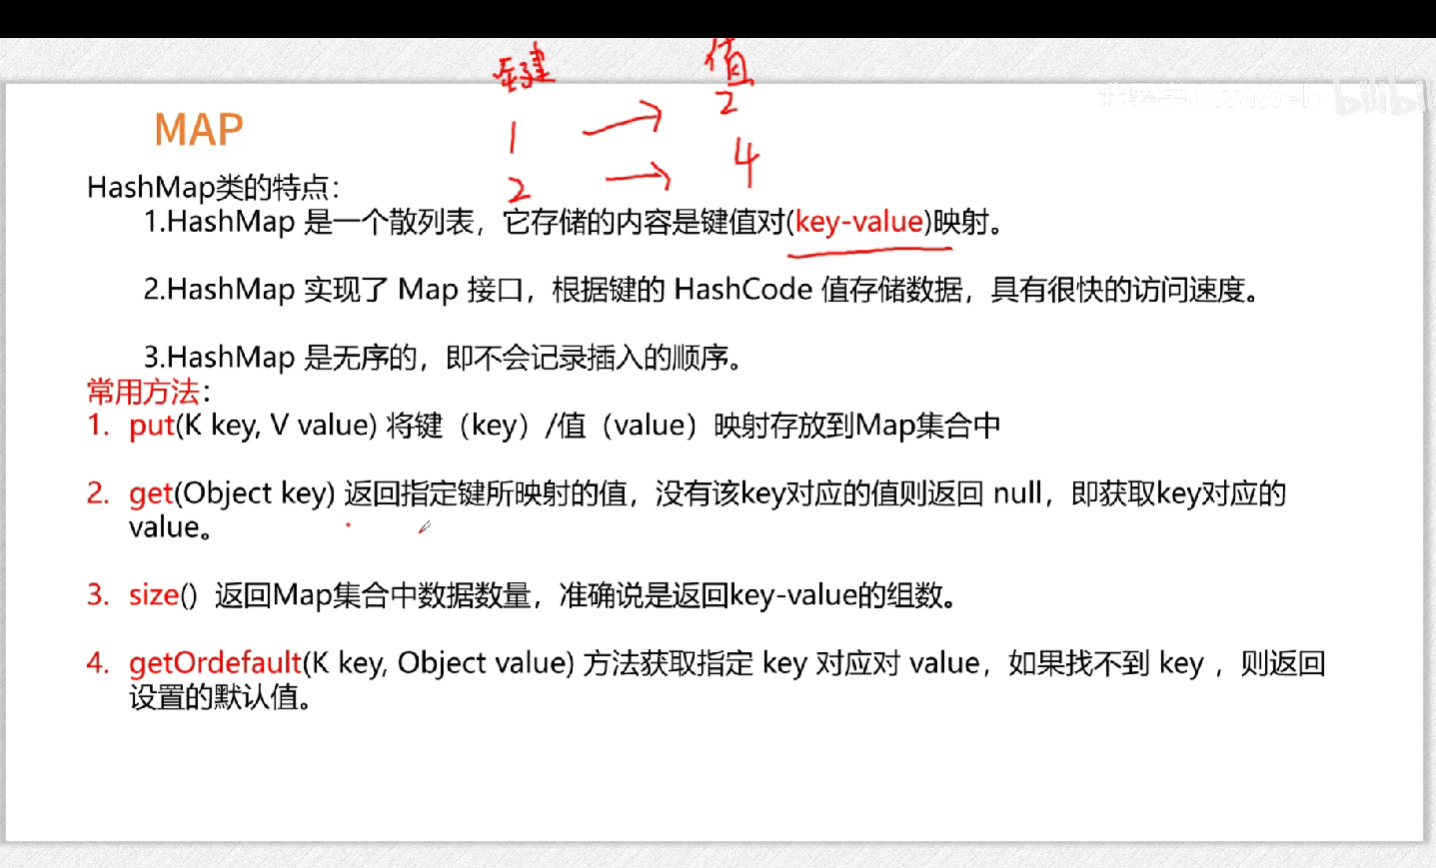 键 值
1 → 2
2 → 4
bilibili
MAP
HashMap类的特点：
1.HashMap 是一个散列表，它存储的内容是键值对(key-value)映射。
2.HashMap 实现了 Map 接口，根据键的 HashCode 值存储数据，具有很快的访问速度。
3.HashMap 是无序的，即不会记录插入的顺序。
常用方法：
1. put(K key, V value) 将键（key）/值（value）映射存放到Map集合中
2. get(Object key) 返回指定键所映射的值，没有该key对应的值则返回 null，即获取key对应的
value。
3. size() 返回Map集合中数据数量，准确说是返回key-value的组数。
4. getOrdefault(K key, Object value) 方法获取指定 key 对应对 value，如果找不到 key ，则返回
设置的默认值。